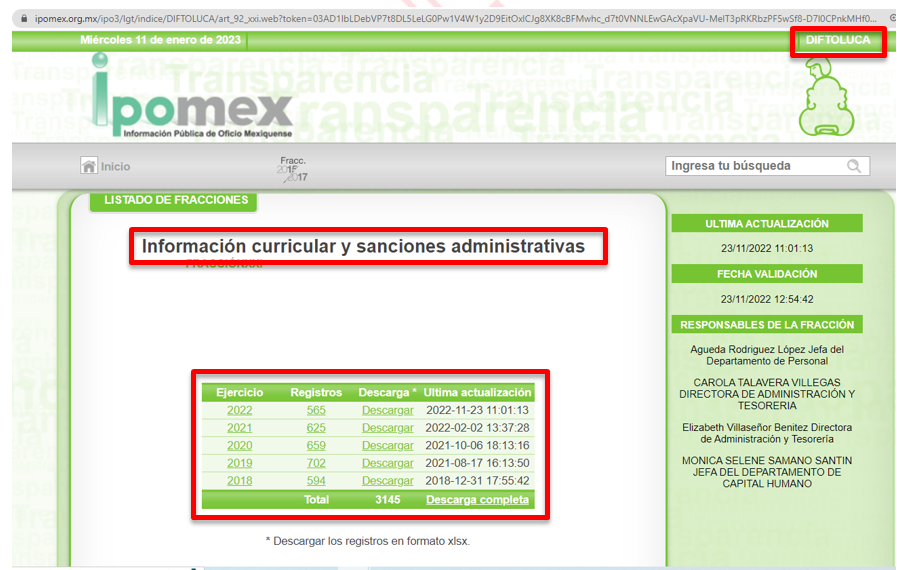 ipomex.org.mx/ipo3/lgt/indice/DIFTOLUCA/art_92_xxi.web?token=03AD1IbLDebVP7t8DL5LeLG0Pw1V4W1y2D9EitOxJCJg8XK8cBFMwhc_d7t0VNNLEwGAcXpaVU-MelT3pRKRbzPF5wSf8-D7l0CPnkMHf0...
Miércoles 11 de enero de 2023
DIFTOLUCA
ipomex
Información Pública de Oficio Mexiquense
Transparencia
Inicio
Fracc.
2017
Ingresa tu búsqueda
LISTADO DE FRACCIONES
Información curricular y sanciones administrativas
ULTIMA ACTUALIZACIÓN
23/11/2022 11:01:13
FECHA VALIDACIÓN
23/11/2022 12:54:42
RESPONSABLES DE LA FRACCIÓN
Agueda Rodriguez López Jefa del
Departamento de Personal
CAROLA TALAVERA VILLEGAS
DIRECTORA DE ADMINISTRACIÓN Y
TESORERIA
Elizabeth Villaseñor Benitez Directora
de Administración y Tesorería
MONICA SELENE SAMANO SANTIN
JEFA DEL DEPARTAMENTO DE
CAPITAL HUMANO
Ejercicio Registros Descarga * Ultima actualización
2022 565 Descargar 2022-11-23 11:01:13
2021 625 Descargar 2022-02-02 13:37:28
2020 659 Descargar 2021-10-06 18:13:16
2019 702 Descargar 2021-08-17 16:13:50
2018 594 Descargar 2018-12-31 17:55:42
Total 3145 Descarga completa
* Descargar los registros en formato xlsx.